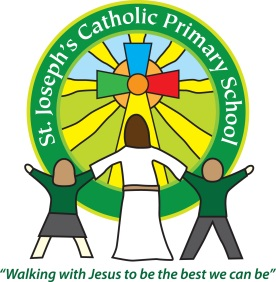 St. Joseph's Catholic Primary School
"Walking with Jesus to be the best we can be"